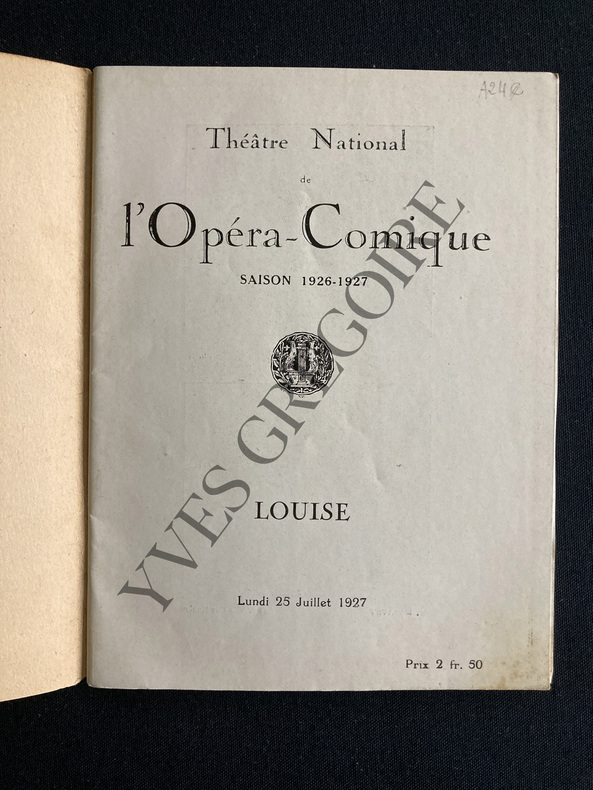 A24
Théâtre National
de
l'Opéra-Comique
SAISON 1926-1927
LOUISE
Lundi 25 Juillet 1927
Prix 2 fr. 50
YVES GREGOIRE